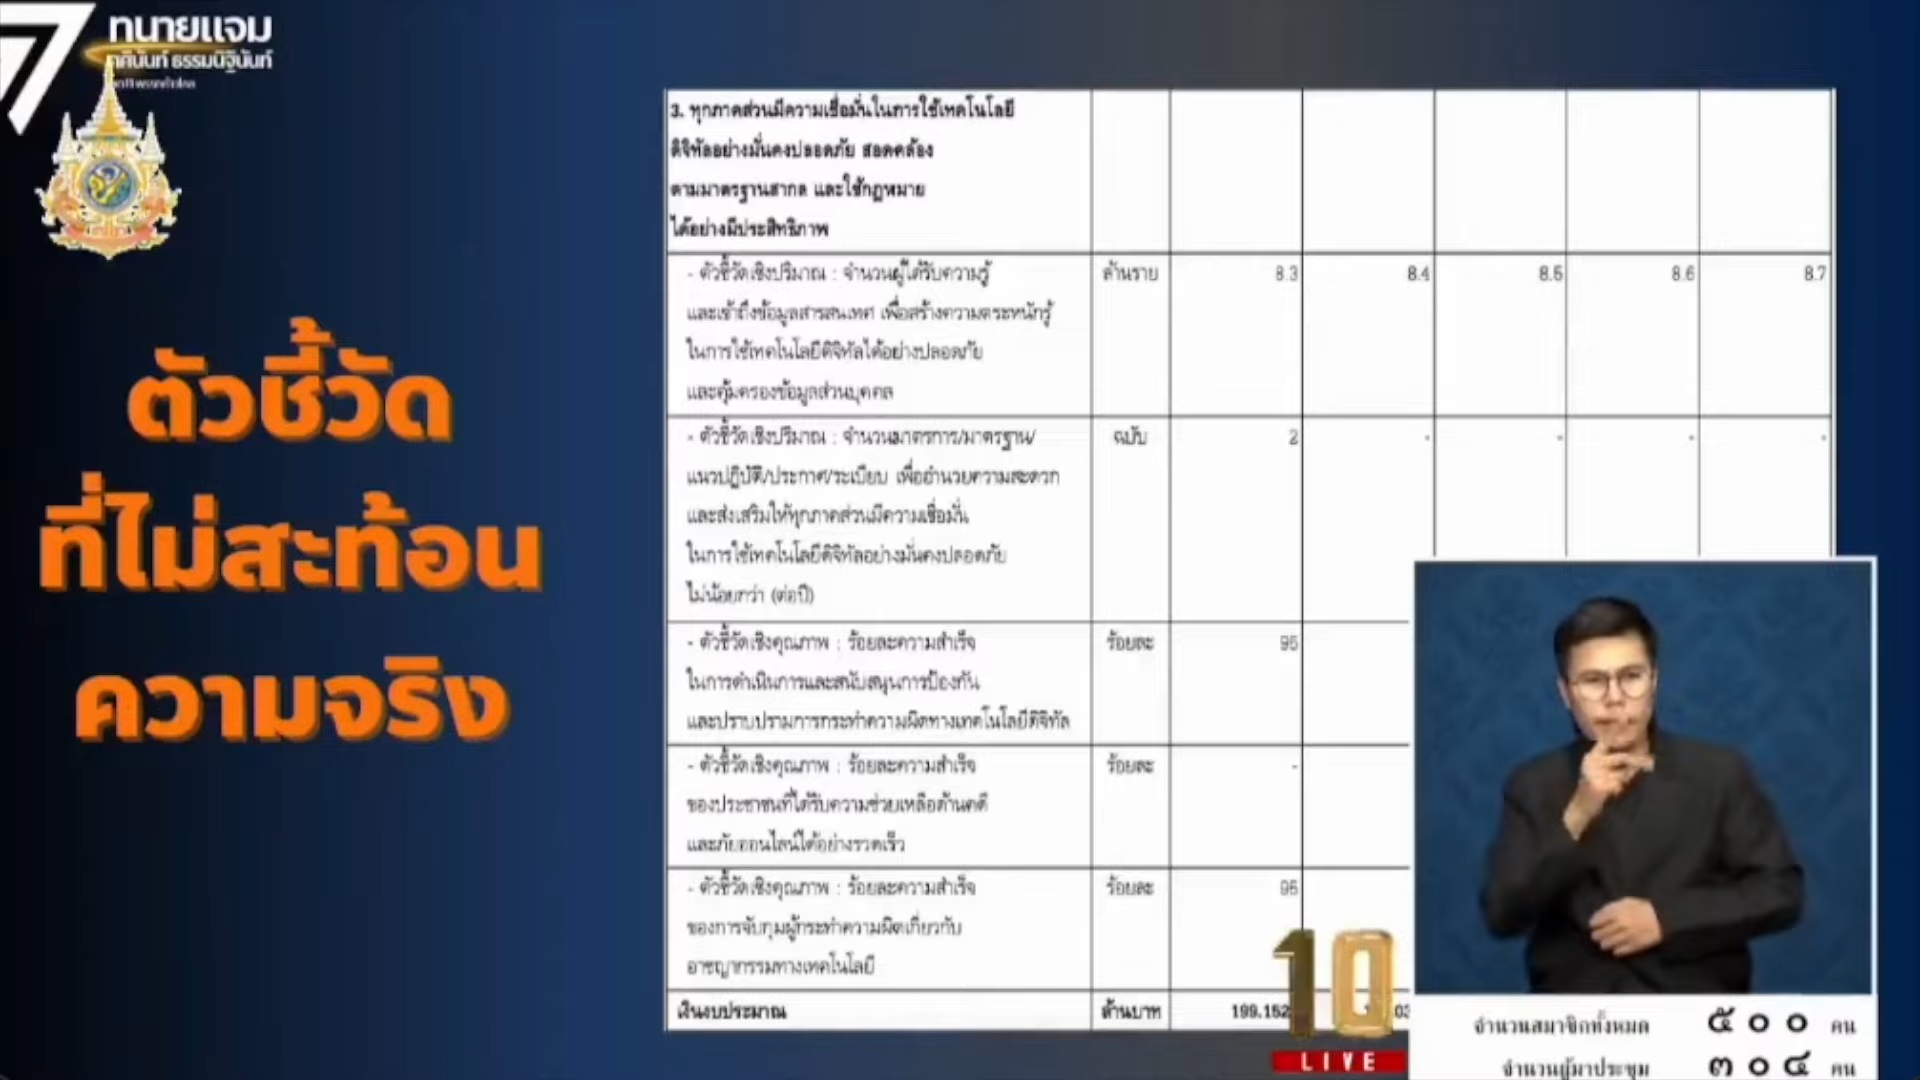 ทนายแจม
ศศินันท์ ธรรมนิฐินันท์
ตัวชี้วัด
ที่ไม่สะท้อน
ความจริง
3. ทุกภาคส่วนมีความเชื่อมั่นในการใช้เทคโนโลยี
ดิจิทัลอย่างมั่นคงปลอดภัย สอดคล้อง
ตามมาตรฐานสากล และใช้กฎหมาย
ได้อย่างมีประสิทธิภาพ
- ตัวชี้วัดเชิงปริมาณ : จำนวนผู้ได้รับความรู้ ล้านราย 8.3 8.4 8.5 8.6 8.7
และเข้าถึงข้อมูลสารสนเทศ เพื่อสร้างความตระหนักรู้
ในการใช้เทคโนโลยีดิจิทัลได้อย่างปลอดภัย
และคุ้มครองข้อมูลส่วนบุคคล
- ตัวชี้วัดเชิงปริมาณ : จำนวนมาตรการ/มาตรฐาน/ ฉบับ 2 - - - -
แนวปฏิบัติ/ประกาศ/ระเบียบ เพื่ออำนวยความสะดวก
และส่งเสริมให้ทุกภาคส่วนมีความเชื่อมั่น
ในการใช้เทคโนโลยีดิจิทัลอย่างมั่นคงปลอดภัย
ไม่น้อยกว่า (ต่อปี)
- ตัวชี้วัดเชิงคุณภาพ : ร้อยละความสำเร็จ ร้อยละ 95
ในการดำเนินการและสนับสนุนการป้องกัน
และปราบปรามการกระทำความผิดทางเทคโนโลยีดิจิทัล
- ตัวชี้วัดเชิงคุณภาพ : ร้อยละความสำเร็จ ร้อยละ -
ของประชาชนที่ได้รับความช่วยเหลือด้านคดี
และภัยออนไลน์ได้อย่างรวดเร็ว
- ตัวชี้วัดเชิงคุณภาพ : ร้อยละความสำเร็จ ร้อยละ 95
ของการจับกุมผู้กระทำความผิดเกี่ยวกับ
อาชญากรรมทางเทคโนโลยี
เงินงบประมาณ ล้านบาท 199.152
10
LIVE
จำนวนสมาชิกทั้งหมด ๕๐๐ คน
จำนวนผู้มาประชุม ๓๐๔ คน